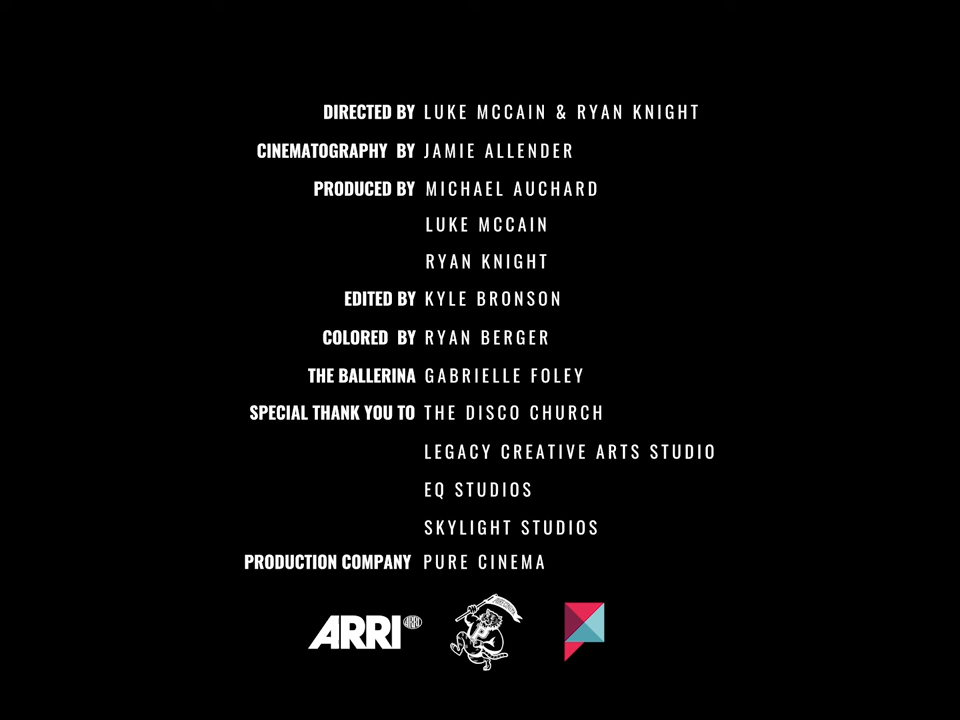 DIRECTED BY LUKE MCCAIN & RYAN KNIGHT
CINEMATOGRAPHY BY JAMIE ALLENDER
PRODUCED BY MICHAEL AUCHARD
LUKE MCCAIN
RYAN KNIGHT
EDITED BY KYLE BRONSON
COLORED BY RYAN BERGER
THE BALLERINA GABRIELLE FOLEY
SPECIAL THANK YOU TO THE DISCO CHURCH
LEGACY CREATIVE ARTS STUDIO
EQ STUDIOS
SKYLIGHT STUDIOS
PRODUCTION COMPANY PURE CINEMA
ARRI ARRI